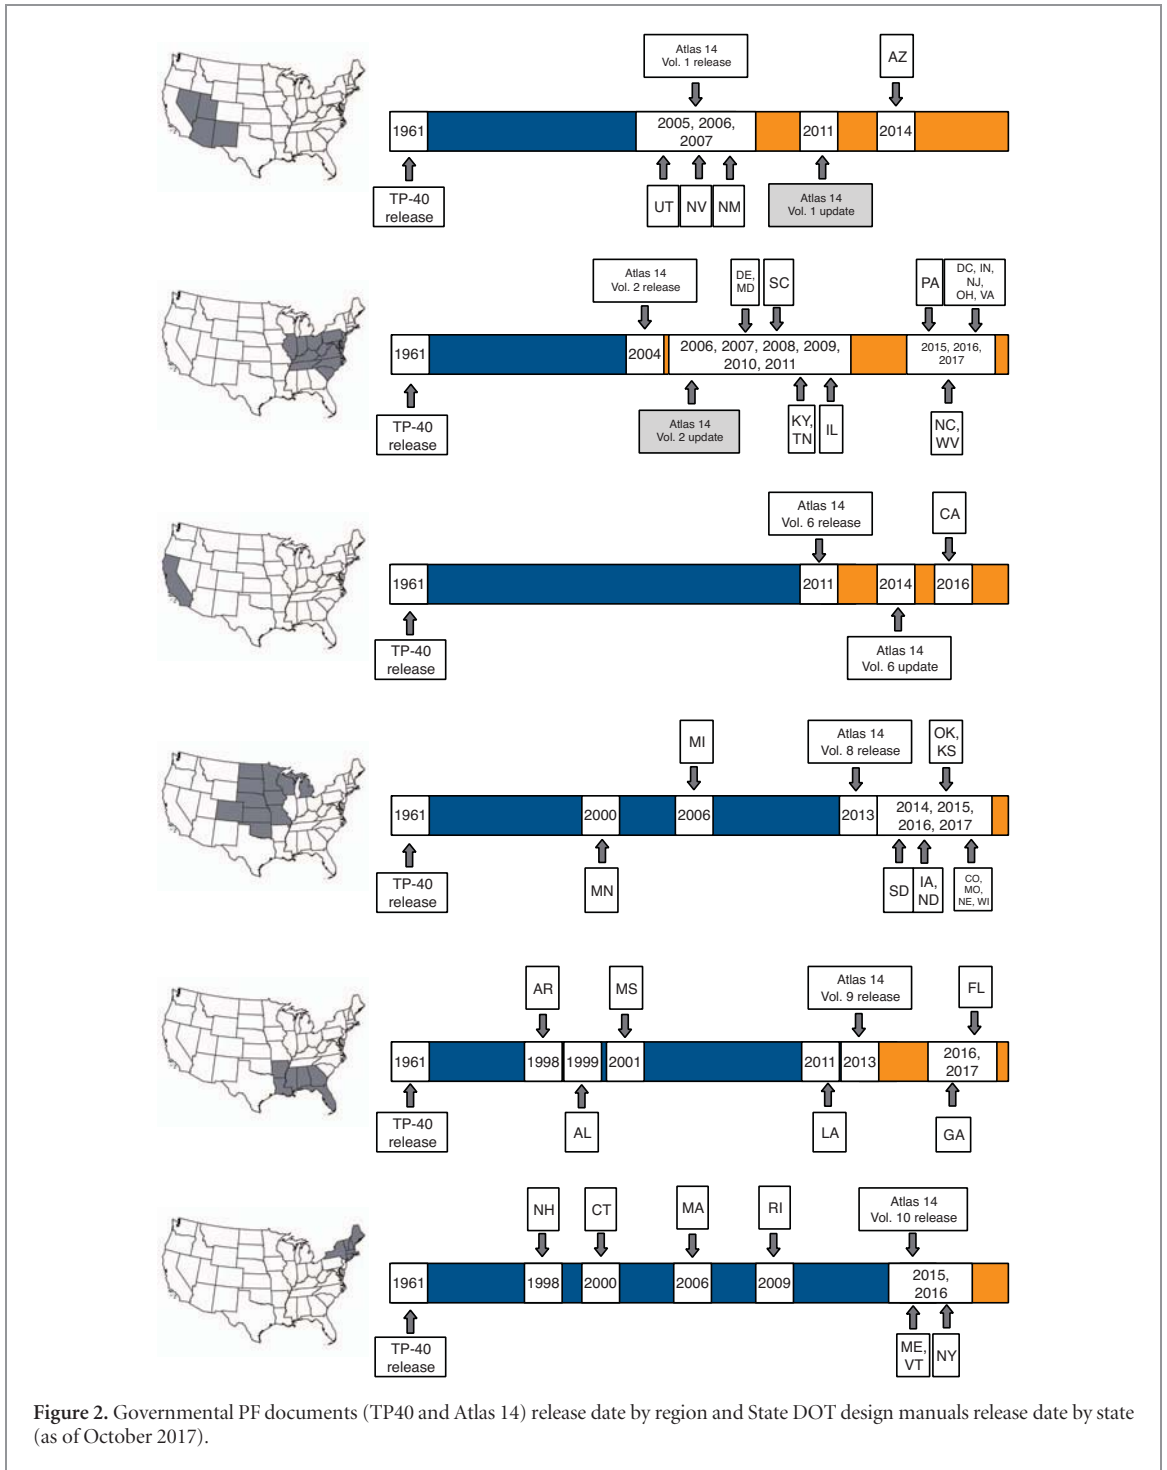 Atlas 14
Vol. 1 release
AZ
1961
2005, 2006,
2007
2011
2014
TP-40
release
UT
NV
NM
Atlas 14
Vol. 1 update
Atlas 14
Vol. 2 release
DE,
MD
SC
PA
DC, IN,
NJ,
OH, VA
1961
2004
2006, 2007, 2008, 2009,
2010, 2011
2015, 2016,
2017
TP-40
release
Atlas 14
Vol. 2 update
KY,
TN
IL
NC,
WV
Atlas 14
Vol. 6 release
CA
1961
2011
2014
2016
TP-40
release
Atlas 14
Vol. 6 update
MI
Atlas 14
Vol. 8 release
OK,
KS
1961
2000
2006
2013
2014, 2015,
2016, 2017
TP-40
release
MN
SD
IA,
ND
CO,
MO,
NE, WI
AR
MS
Atlas 14
Vol. 9 release
FL
1961
1998
1999
2001
2011
2013
2016,
2017
TP-40
release
AL
LA
GA
NH
CT
MA
RI
Atlas 14
Vol. 10 release
1961
1998
2000
2006
2009
2015,
2016
TP-40
release
ME,
VT
NY
Figure 2. Governmental PF documents (TP40 and Atlas 14) release date by region and State DOT design manuals release date by state
(as of October 2017).